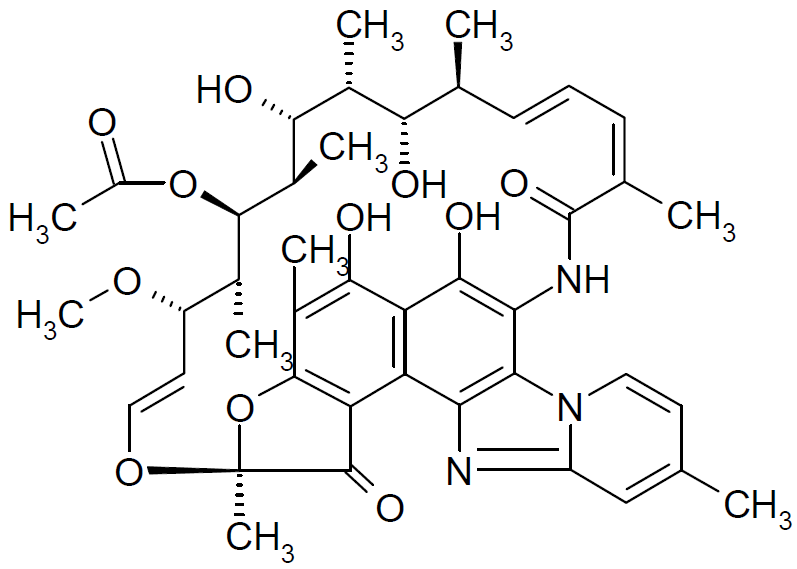 CH3 CH3
HO
O CH3
O OH O
H3C OH OH CH3
CH3
O NH
H3C
CH3
O N
O N
O CH3
CH3